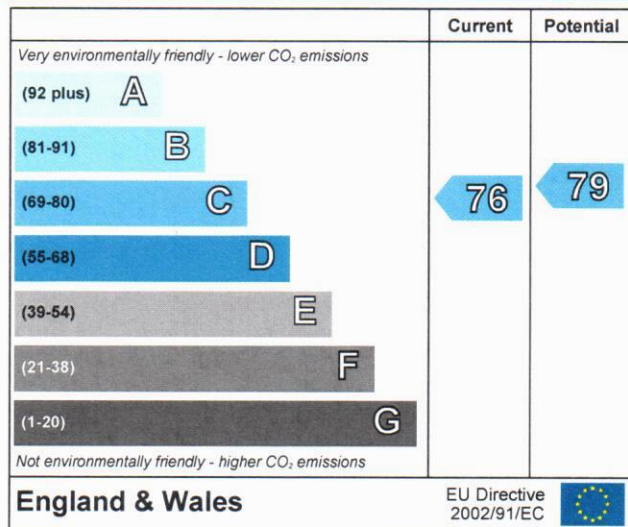 Current Potential
Very environmentally friendly - lower CO₂ emissions
(92 plus) A
(81-91) B
(69-80) C
76
79
(55-68) D
(39-54) E
(21-38) F
(1-20) G
Not environmentally friendly - higher CO₂ emissions
England & Wales
EU Directive
2002/91/EC